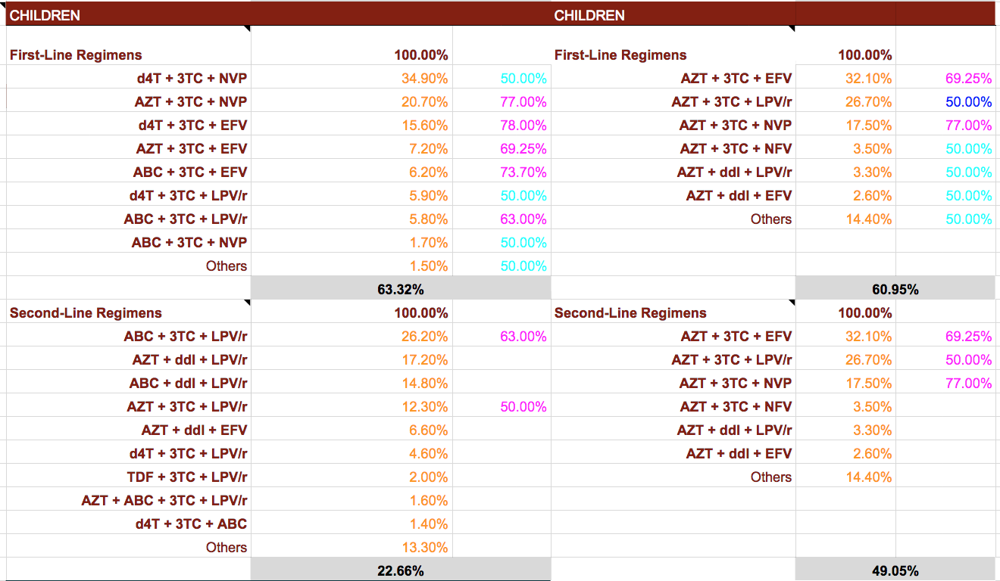 CHILDREN CHILDREN
First-Line Regimens 100.00% First-Line Regimens 100.00%
d4T + 3TC + NVP 34.90% 50.00% AZT + 3TC + EFV 32.10% 69.25%
AZT + 3TC + NVP 20.70% 77.00% AZT + 3TC + LPV/r 26.70% 50.00%
d4T + 3TC + EFV 15.60% 78.00% AZT + 3TC + NVP 17.50% 77.00%
AZT + 3TC + EFV 7.20% 69.25% AZT + 3TC + NFV 3.50% 50.00%
ABC + 3TC + EFV 6.20% 73.70% AZT + ddI + LPV/r 3.30% 50.00%
d4T + 3TC + LPV/r 5.90% 50.00% AZT + ddI + EFV 2.60% 50.00%
ABC + 3TC + LPV/r 5.80% 63.00% Others 14.40% 50.00%
ABC + 3TC + NVP 1.70% 50.00%
Others 1.50% 50.00%
63.32% 60.95%
Second-Line Regimens 100.00% Second-Line Regimens 100.00%
ABC + 3TC + LPV/r 26.20% 63.00% AZT + 3TC + EFV 32.10% 69.25%
AZT + ddI + LPV/r 17.20% AZT + 3TC + LPV/r 26.70% 50.00%
ABC + ddI + LPV/r 14.80% AZT + 3TC + NVP 17.50% 77.00%
AZT + 3TC + LPV/r 12.30% 50.00% AZT + 3TC + NFV 3.50%
AZT + ddI + EFV 6.60% AZT + ddI + LPV/r 3.30%
d4T + 3TC + LPV/r 4.60% AZT + ddI + EFV 2.60%
TDF + 3TC + LPV/r 2.00% Others 14.40%
AZT + ABC + 3TC + LPV/r 1.60%
d4T + 3TC + ABC 1.40%
Others 13.30%
22.66% 49.05%